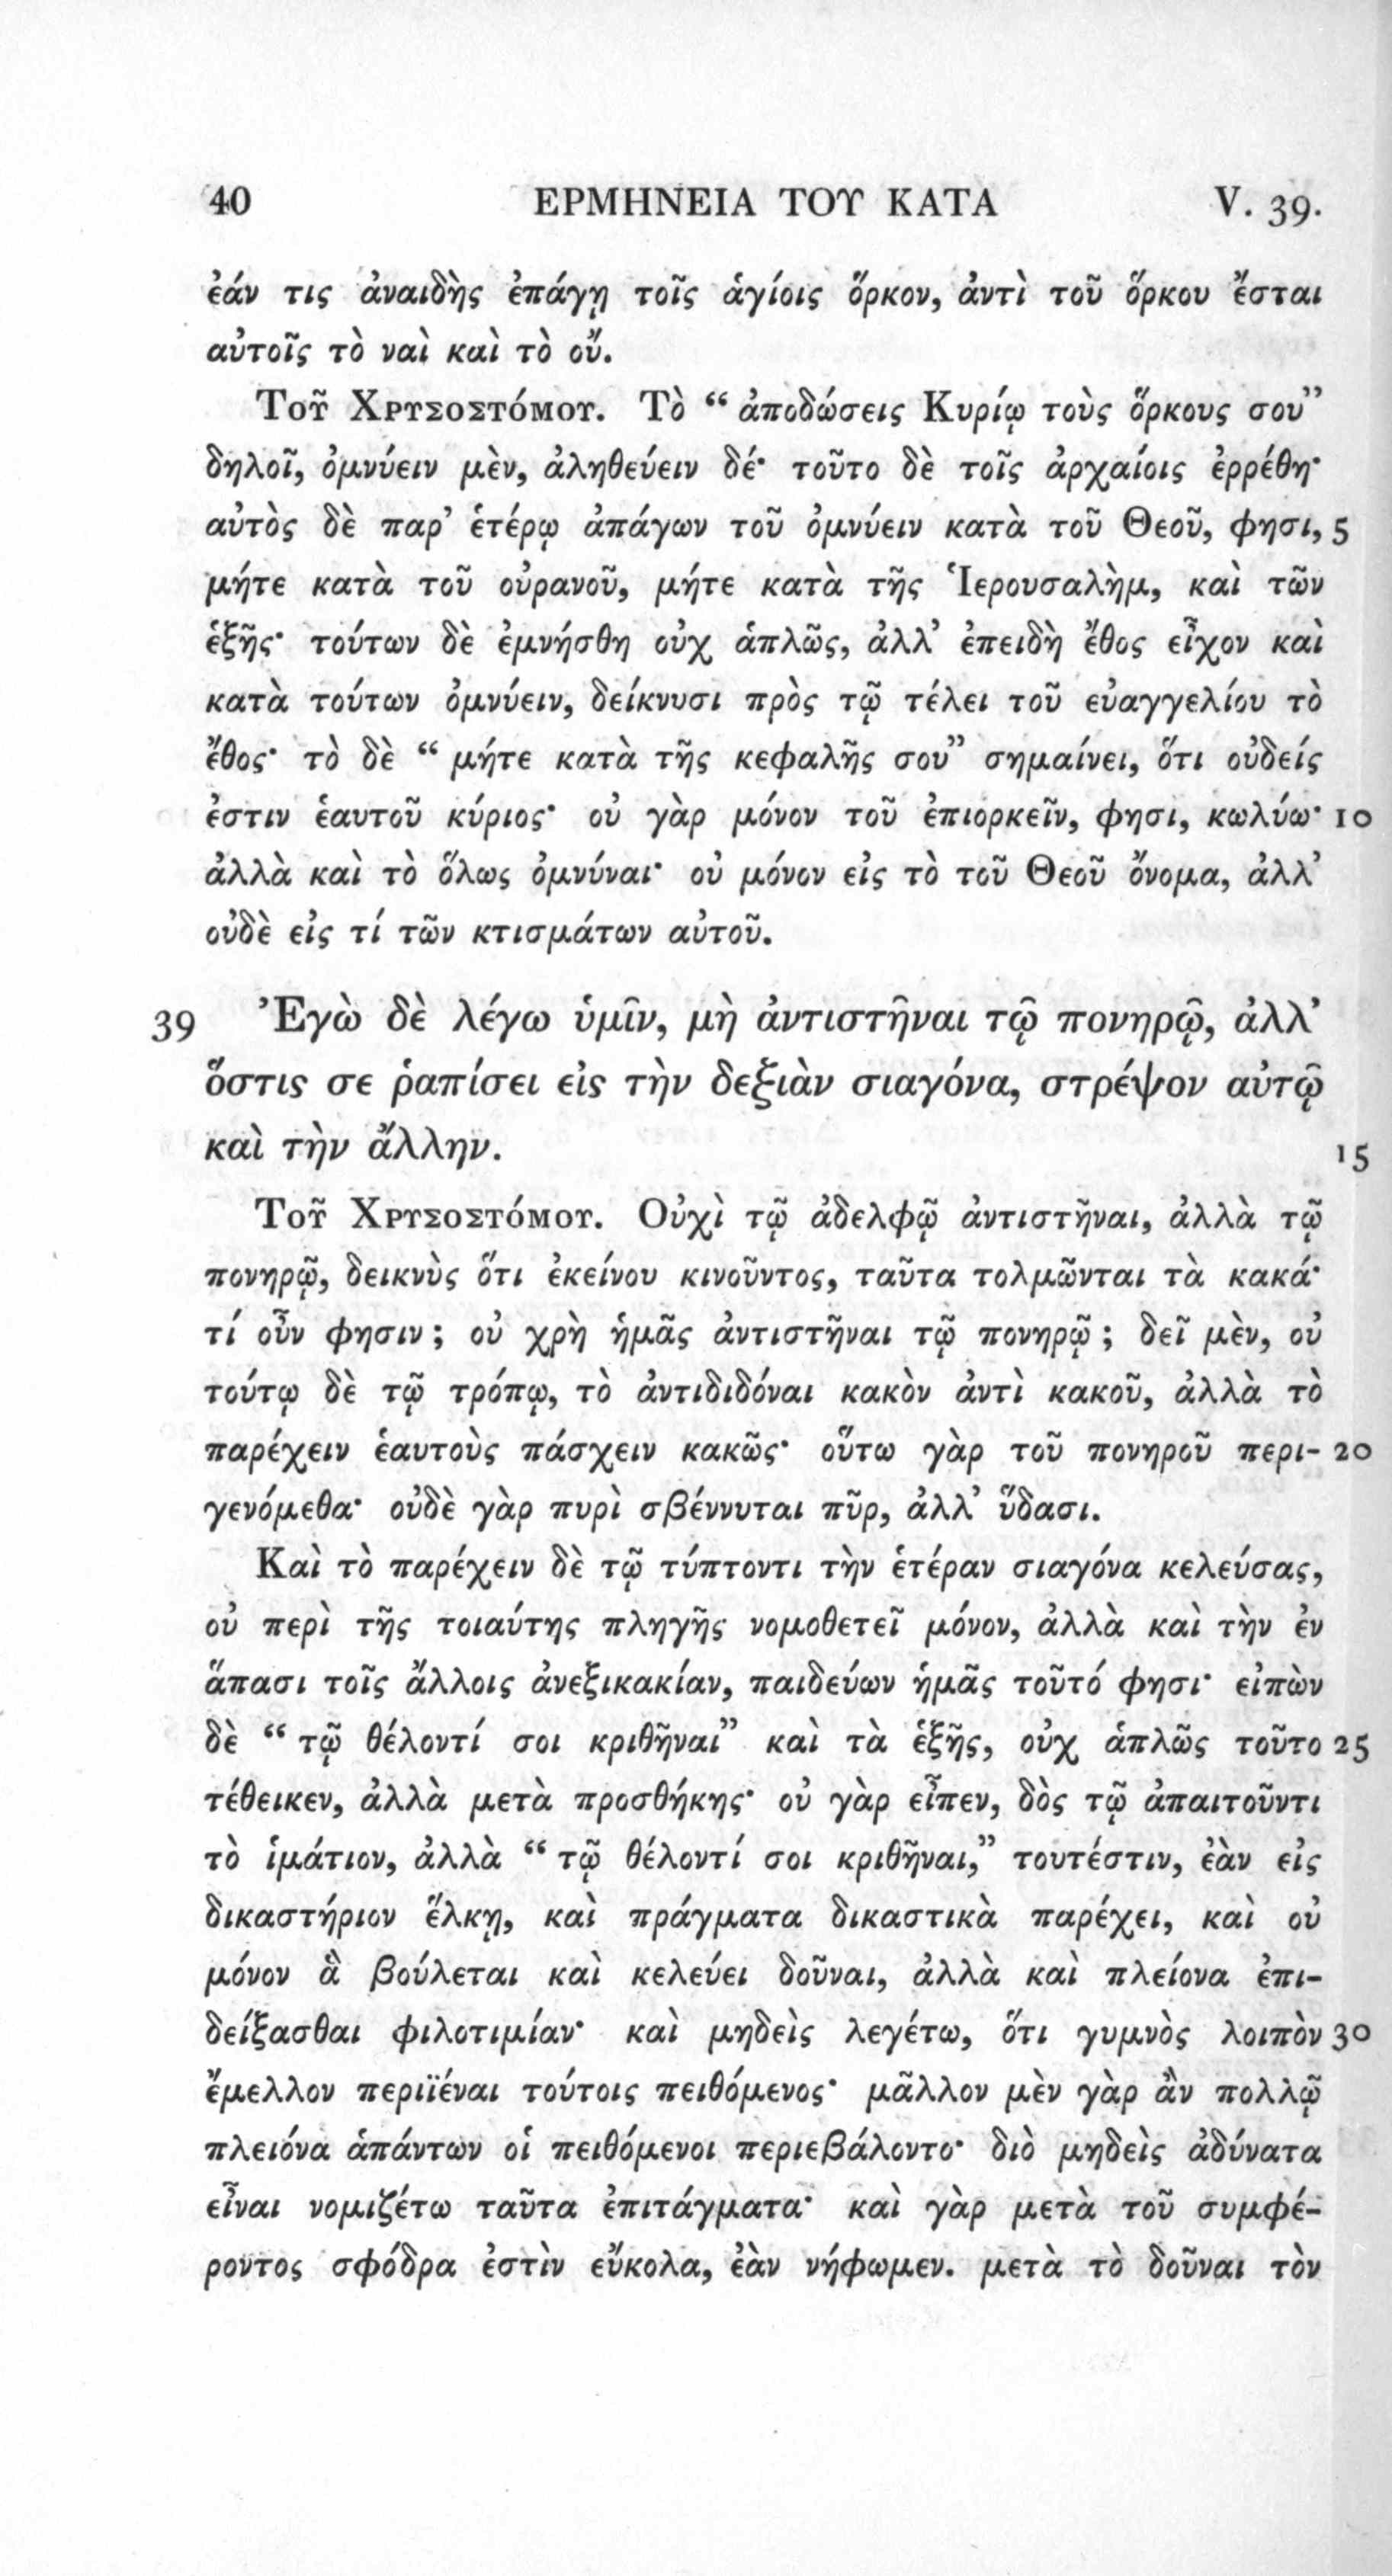 40 ΕΡΜΗΝΕΙΑ ΤΟΥ ΚΑΤΑ V. 39.
ἐάν τις ἀναιδὴς ἐπάγῃ τοῖς ἁγίοις ὅρκον, ἀντὶ τοῦ ὅρκου ἔσται
αὐτοῖς τὸ ναὶ καὶ τὸ οὔ.
Τοῦ Χρυσοστόμου. Τὸ “ ἀποδώσεις Κυρίῳ τοὺς ὅρκους σου”
δηλοῖ, ὀμνύειν μὲν, ἀληθεύειν δέ· τοῦτο δὲ τοῖς ἀρχαίοις ἐρρέθη·
αὐτὸς δὲ παρ’ ἑτέρῳ ἀπάγων τοῦ ὀμνύειν κατὰ τοῦ Θεοῦ, φησι, 5
μήτε κατὰ τοῦ οὐρανοῦ, μήτε κατὰ τῆς Ἱερουσαλὴμ, καὶ τῶν
ἑξῆς· τούτων δὲ ἐμνήσθη οὐχ ἁπλῶς, ἀλλ’ ἐπειδὴ ἔθος εἶχον καὶ
κατὰ τούτων ὀμνύειν, δείκνυσι πρὸς τῷ τέλει τοῦ εὐαγγελίου τὸ
ἔθος· τὸ δὲ “ μήτε κατὰ τῆς κεφαλῆς σου” σημαίνει, ὅτι οὐδείς
ἐστιν ἑαυτοῦ κύριος· οὐ γὰρ μόνον τοῦ ἐπιορκεῖν, φησι, κωλύω· 10
ἀλλὰ καὶ τὸ ὅλως ὀμνύναι· οὐ μόνον εἰς τὸ τοῦ Θεοῦ ὄνομα, ἀλλ’
οὐδὲ εἰς τί τῶν κτισμάτων αὐτοῦ.
39 Ἐγὼ δὲ λέγω ὑμῖν, μὴ ἀντιστῆναι τῷ πονηρῷ, ἀλλ’
ὅστις σε ῥαπίσει εἰς τὴν δεξιὰν σιαγόνα, στρέψον αὐτῷ
καὶ τὴν ἄλλην. 15
Τοῦ Χρυσοστόμου. Οὐχὶ τῷ ἀδελφῷ ἀντιστῆναι, ἀλλὰ τῷ
πονηρῷ, δεικνὺς ὅτι ἐκείνου κινοῦντος, ταῦτα τολμῶνται τὰ κακά·
τί οὖν φησιν ; οὐ χρὴ ἡμᾶς ἀντιστῆναι τῷ πονηρῷ ; δεῖ μὲν, οὐ
τούτῳ δὲ τῷ τρόπῳ, τὸ ἀντιδιδόναι κακὸν ἀντὶ κακοῦ, ἀλλὰ τὸ
παρέχειν ἑαυτοὺς πάσχειν κακῶς· οὕτω γὰρ τοῦ πονηροῦ περι- 20
γενόμεθα· οὐδὲ γὰρ πυρὶ σβέννυται πῦρ, ἀλλ’ ὕδασι.
Καὶ τὸ παρέχειν δὲ τῷ τύπτοντι τὴν ἑτέραν σιαγόνα κελεύσας,
οὐ περὶ τῆς τοιαύτης πληγῆς νομοθετεῖ μόνον, ἀλλὰ καὶ τὴν ἐν
ἅπασι τοῖς ἄλλοις ἀνεξικακίαν, παιδεύων ἡμᾶς τοῦτό φησι· εἰπὼν
δὲ “ τῷ θέλοντί σοι κριθῆναι” καὶ τὰ ἑξῆς, οὐχ ἁπλῶς τοῦτο 25
τέθεικεν, ἀλλὰ μετὰ προσθήκης· οὐ γὰρ εἶπεν, δὸς τῷ ἀπαιτοῦντι
τὸ ἱμάτιον, ἀλλὰ “ τῷ θέλοντί σοι κριθῆναι,” τουτέστιν, ἐὰν εἰς
δικαστήριον ἕλκῃ, καὶ πράγματα δικαστικὰ παρέχει, καὶ οὐ
μόνον ἃ βούλεται καὶ κελεύει δοῦναι, ἀλλὰ καὶ πλείονα ἐπι-
δείξασθαι φιλοτιμίαν· καὶ μηδεὶς λεγέτω, ὅτι γυμνὸς λοιπὸν 30
ἔμελλον περιϊέναι τούτοις πειθόμενος· μᾶλλον μὲν γὰρ ἂν πολλῷ
πλειόνα ἁπάντων οἱ πειθόμενοι περιεβάλοντο· διὸ μηδεὶς ἀδύνατα
εἶναι νομιζέτω ταῦτα ἐπιτάγματα· καὶ γὰρ μετὰ τοῦ συμφέ-
ροντος σφόδρα ἐστὶν εὔκολα, ἐὰν νήφωμεν. μετὰ τὸ δοῦναι τὸν